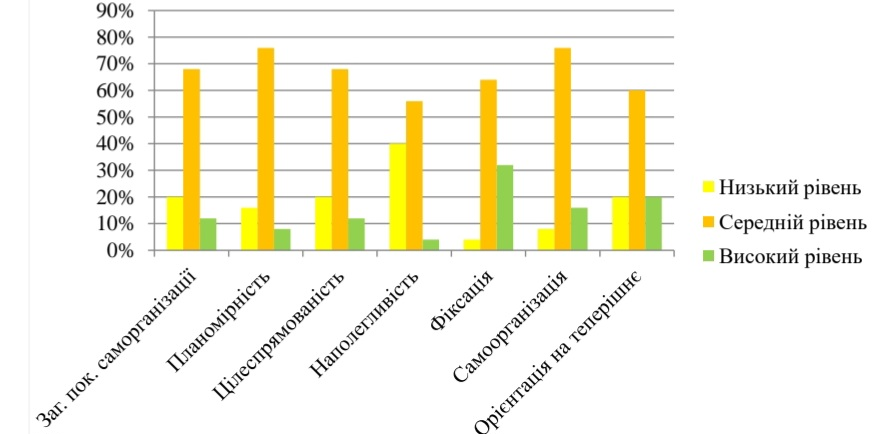 90%
80%
70%
60%
50%
40%
30%
20%
10%
0%
Заг. пок. саморганізації
Планомірність
Цілеспрямованість
Наполегливість
Фіксація
Самоорганізація
Орієнтація на теперішнє
Низький рівень
Середній рівень
Високий рівень